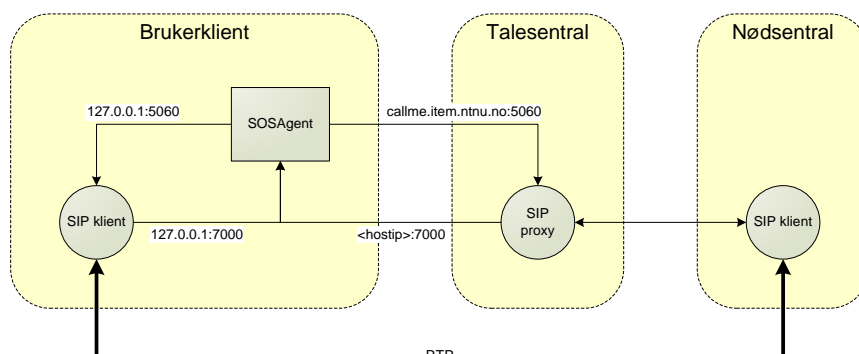 Brukerklient
Talesentral
Nødsentral
127.0.0.1:5060
callme.item.ntnu.no:5060
SOSAgent
SIP klient
SIP
proxy
SIP klient
127.0.0.1:7000
<hostip>:7000
RTP